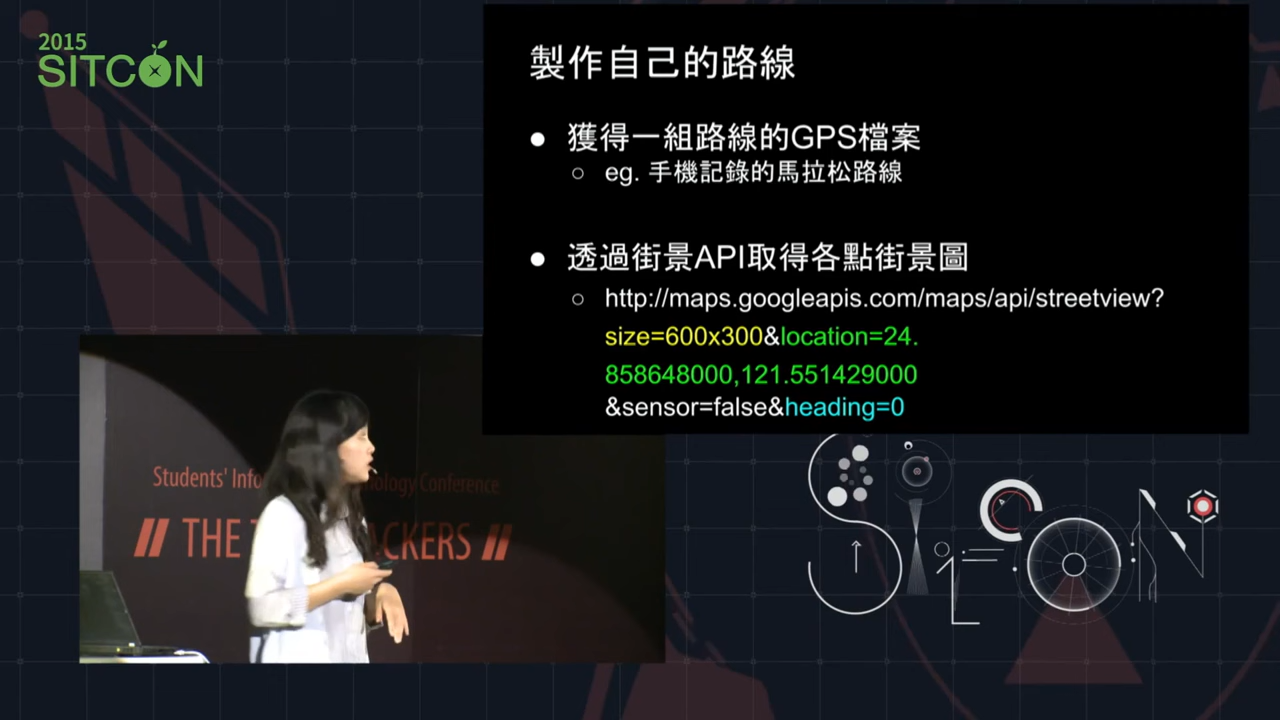 2015
SITCON
製作自己的路線
● 獲得一組路線的GPS檔案
○ eg. 手機記錄的馬拉松路線
● 透過街景API取得各點街景圖
○ http://maps.googleapis.com/maps/api/streetview?
size=600x300&location=24.
858648000,121.551429000
&sensor=false&heading=0
Students' Info nology Conference
// THE T CKERS //
SITCON